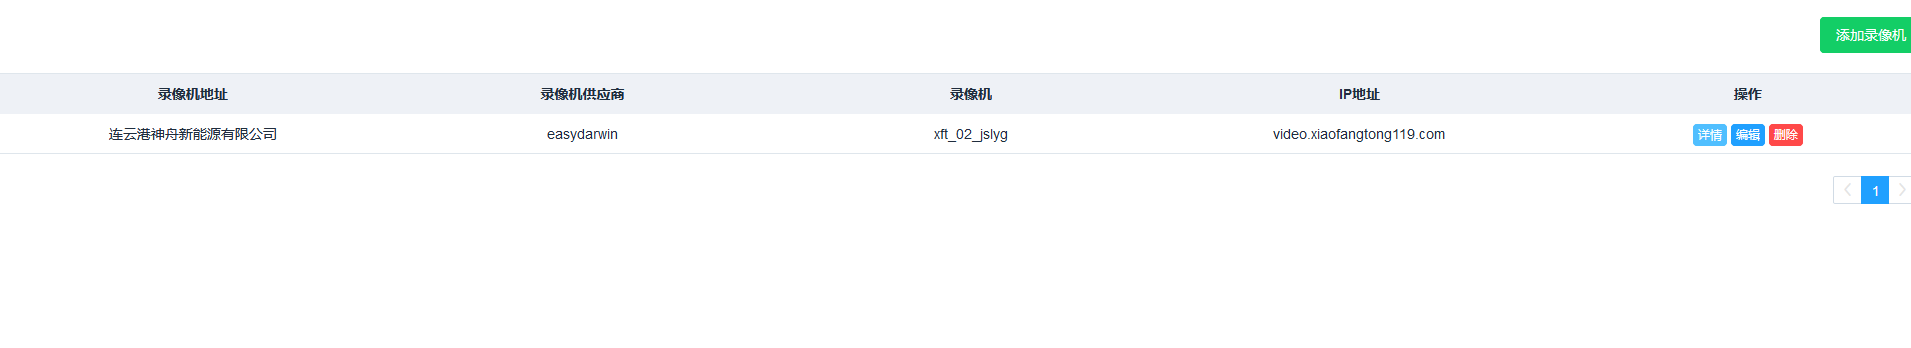 添加录像机
录像机地址 录像机供应商 录像机 IP地址 操作
连云港神舟新能源有限公司 easydarwin xft_02_jslyg video.xiaofangtong119.com 详情 编辑 删除
1